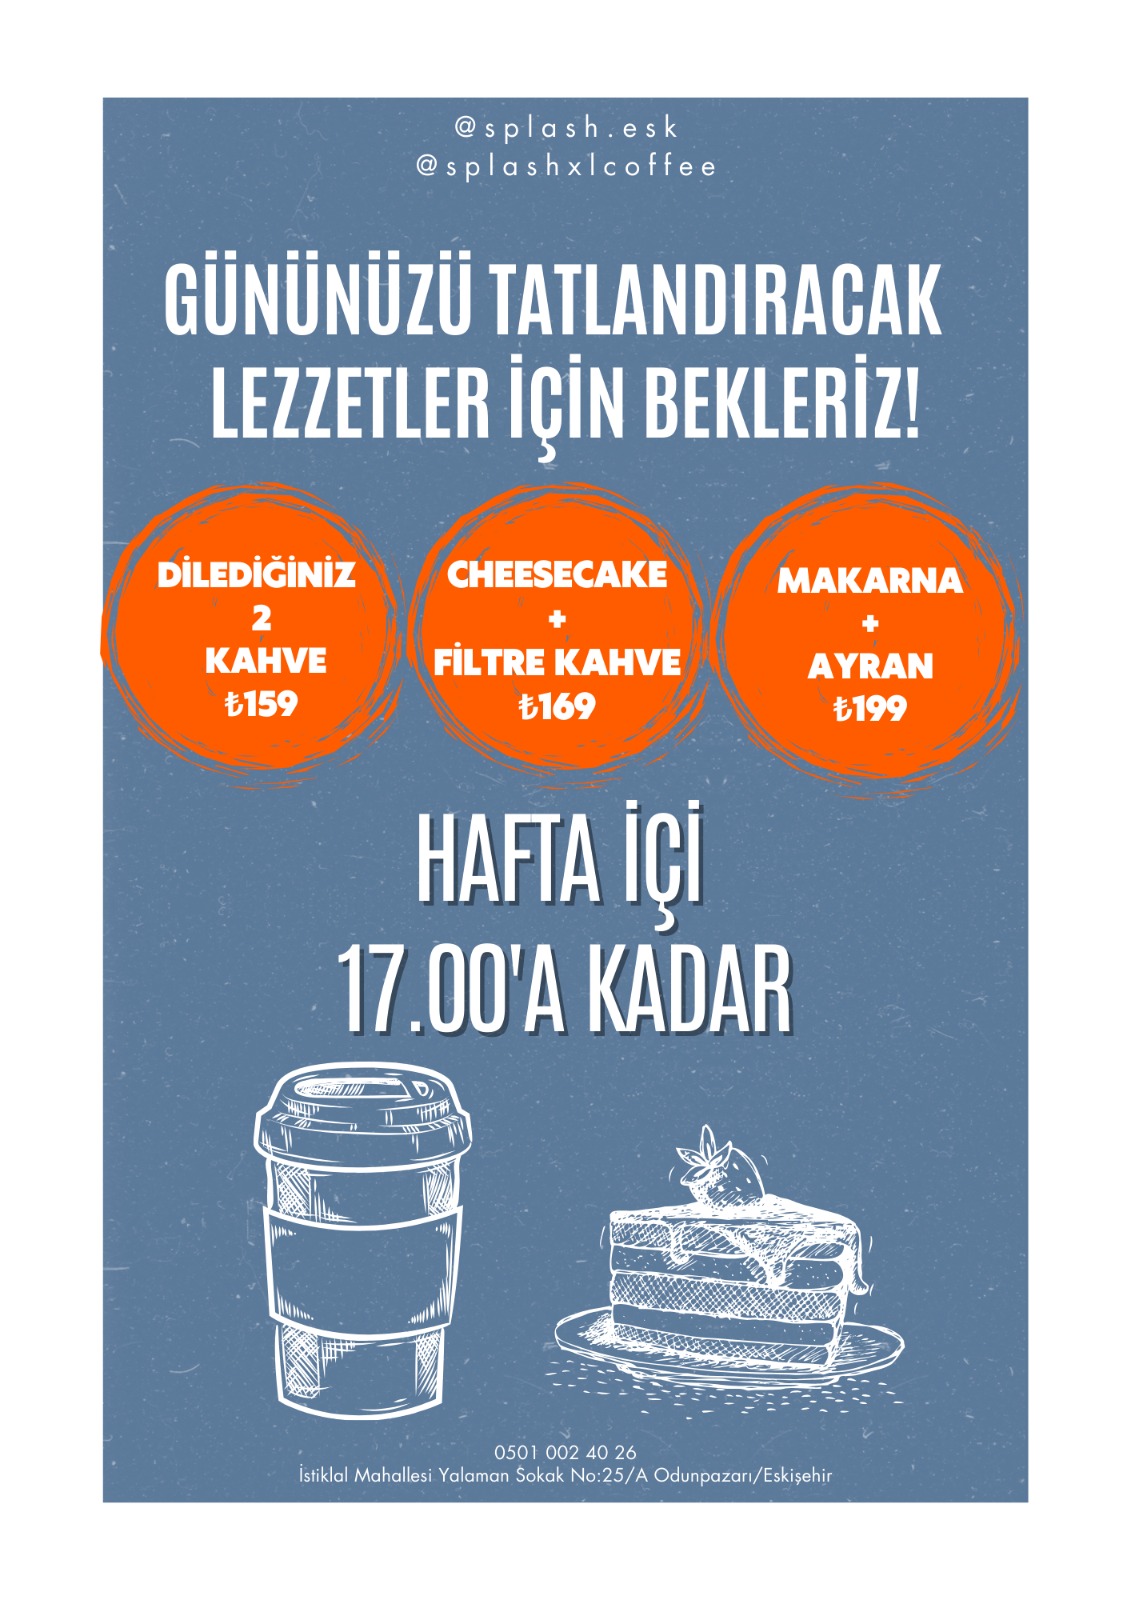 @splash.esk
@splashxlcoffee
GÜNÜNÜZÜ TATLANDIRACAK
LEZZETLER İÇİN BEKLERİZ!
DİLEDİĞİNİZ
2
KAHVE
₺159
CHEESECAKE
+
FİLTRE KAHVE
₺169
MAKARNA
+
AYRAN
₺199
HAFTA İÇİ
17.00'A KADAR
0501 002 40 26
İstiklal Mahallesi Yalaman Sokak No:25/A Odunpazarı/Eskişehir